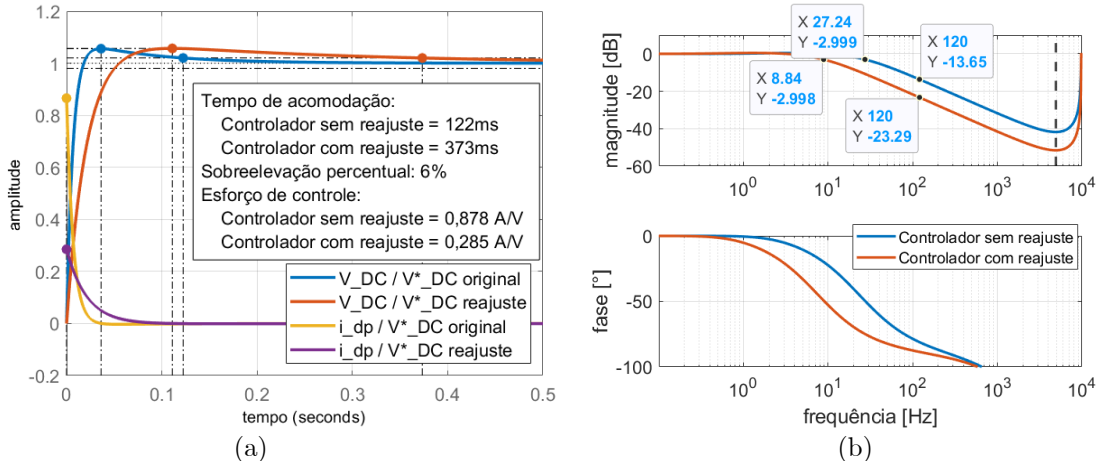 1.2
1
0.8
0.6
0.4
0.2
0
-0.2
amplitude
Tempo de acomodação:
Controlador sem reajuste = 122ms
Controlador com reajuste = 373ms
Sobreelevação percentual: 6%
Esforço de controle:
Controlador sem reajuste = 0,878 A/V
Controlador com reajuste = 0,285 A/V
V_DC / V*_DC original
V_DC / V*_DC reajuste
i_dp / V*_DC original
i_dp / V*_DC reajuste
0 0.1 0.2 0.3 0.4 0.5
tempo (seconds)
(a)
X 27.24
Y -2.999
X 120
Y -13.65
X 8.84
Y -2.998
X 120
Y -23.29
magnitude [dB]
0
-20
-40
-60
10^0 10^1 10^2 10^3 10^4
Controlador sem reajuste
Controlador com reajuste
fase [°]
0
-50
-100
10^0 10^1 10^2 10^3 10^4
frequência [Hz]
(b)